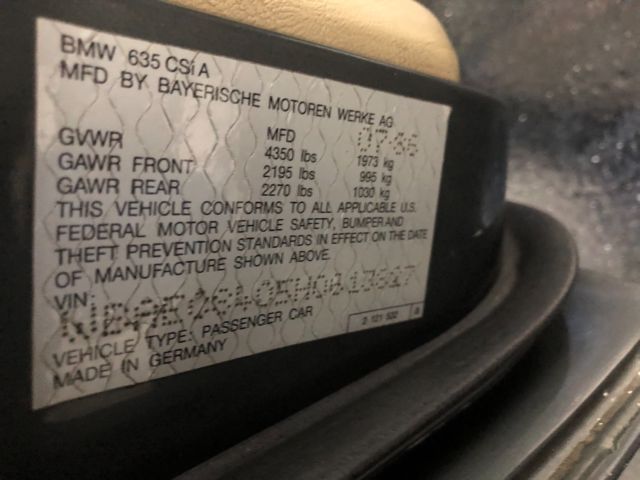 BMW 635 CSi A
MFD BY BAYERISCHE MOTOREN WERKE AG
MFD 07 86
GVWR 4350 lbs 1973 kg
GAWR FRONT 2195 lbs 995 kg
GAWR REAR 2270 lbs 1030 kg
THIS VEHICLE CONFORMS TO ALL APPLICABLE U.S.
FEDERAL MOTOR VEHICLE SAFETY, BUMPER AND
THEFT PREVENTION STANDARDS IN EFFECT ON THE DATE
OF MANUFACTURE SHOWN ABOVE.
VIN:
VEHICLE TYPE: PASSENGER CAR
MADE IN GERMANY